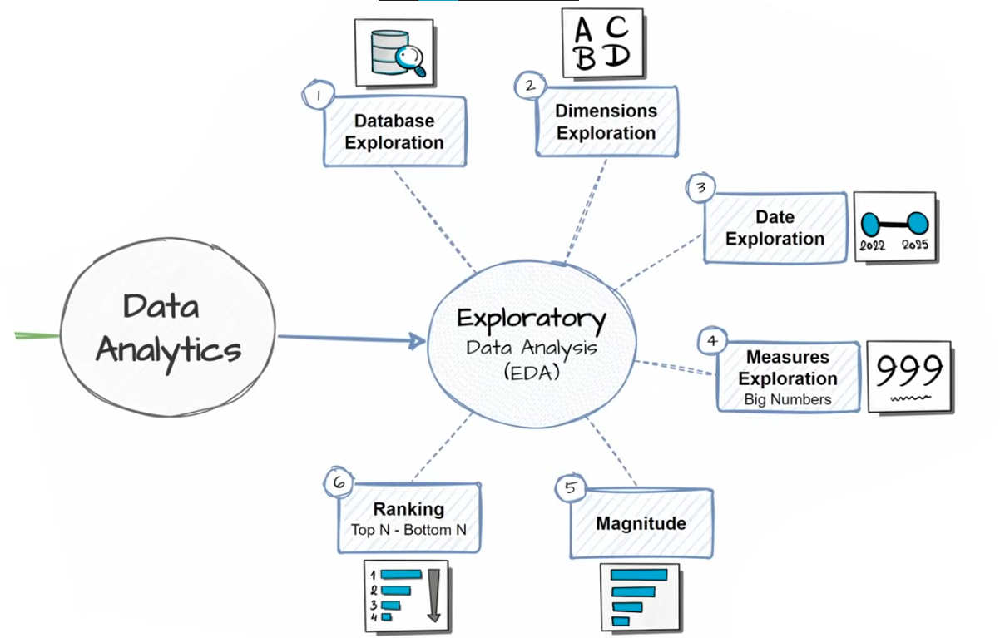 Data
Analytics
Exploratory
Data Analysis
(EDA)
1
Database
Exploration
2
A C
B D
Dimensions
Exploration
3
Date
Exploration
2022 2025
4
Measures
Exploration
Big Numbers
999
5
Magnitude
6
Ranking
Top N - Bottom N
1
2
3
4